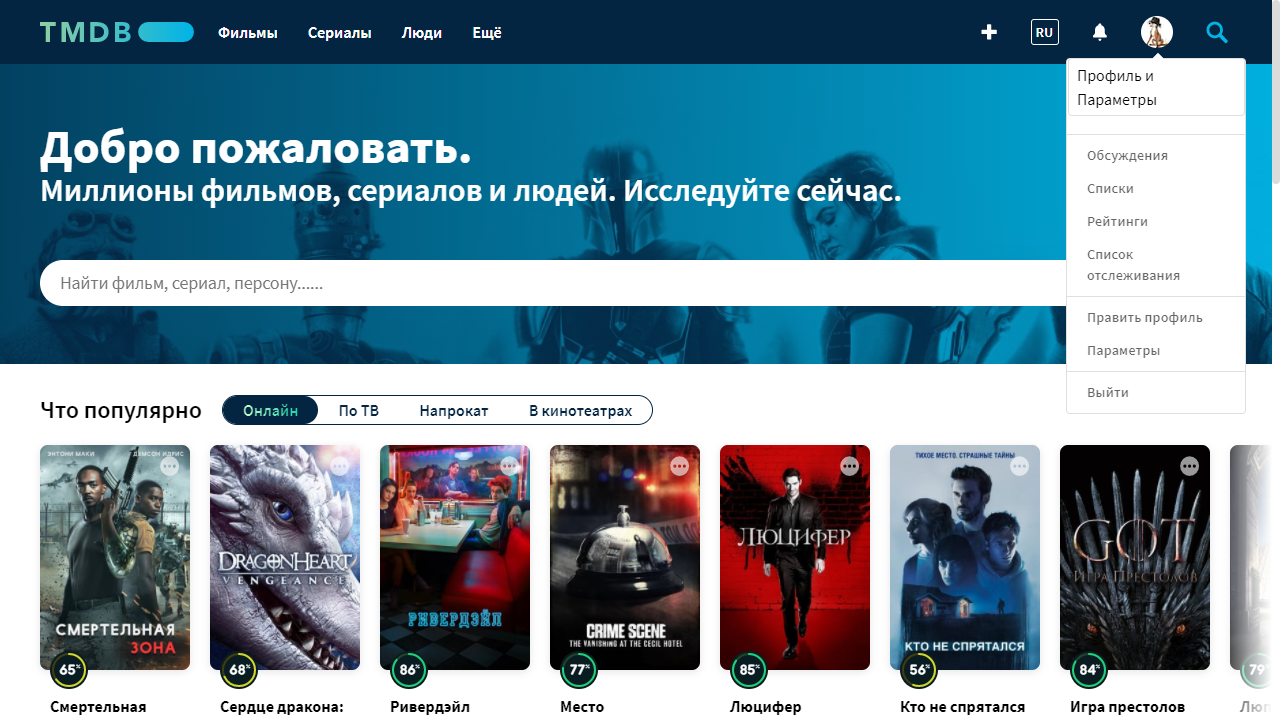 TMDB
Фильмы Сериалы Люди Ещё
RU
Профиль и
Параметры
Обсуждения
Списки
Рейтинги
Список
отслеживания
Править профиль
Параметры
Выйти
Добро пожаловать.
Миллионы фильмов, сериалов и людей. Исследуйте сейчас.
Найти фильм, сериал, персону......
Что популярно
Онлайн По ТВ Напрокат В кинотеатрах
ЭНТОНИ МАКИ ДЕМСОН ИДРИС
СМЕРТЕЛЬНАЯ
ЗОНА
65%
Смертельная
DRAGONHEART
VENGEANCE
68%
Сердце дракона:
РИВЕРДЭЙЛ
86%
Ривердэйл
CRIME SCENE
THE VANISHING AT THE CECIL HOTEL
77%
Место
ЛЮЦИФЕР
85%
Люцифер
ТИХОЕ МЕСТО. СТРАШНЫЕ ТАЙНЫ
КТО НЕ СПРЯТАЛСЯ
56%
Кто не спрятался
GOT
ИГРА ПРЕСТОЛОВ
84%
Игра престолов
79%